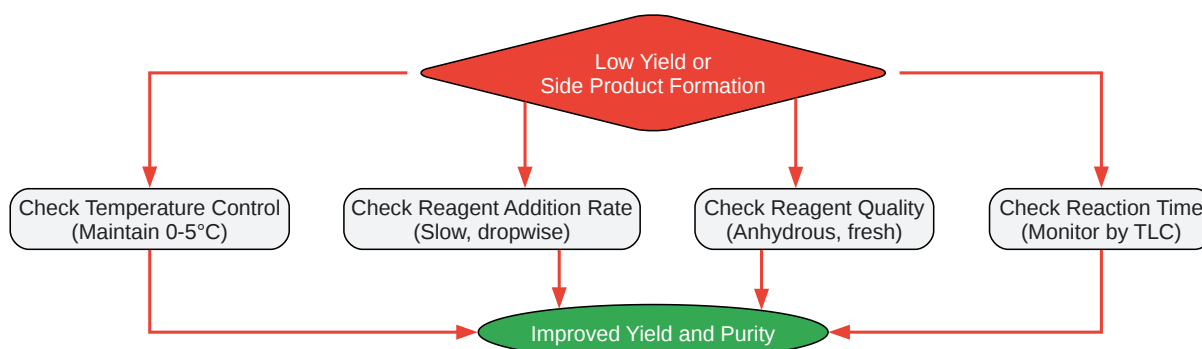 Low Yield or
Side Product Formation
Check Temperature Control
(Maintain 0-5°C)
Check Reagent Addition Rate
(Slow, dropwise)
Check Reagent Quality
(Anhydrous, fresh)
Check Reaction Time
(Monitor by TLC)
Improved Yield and Purity